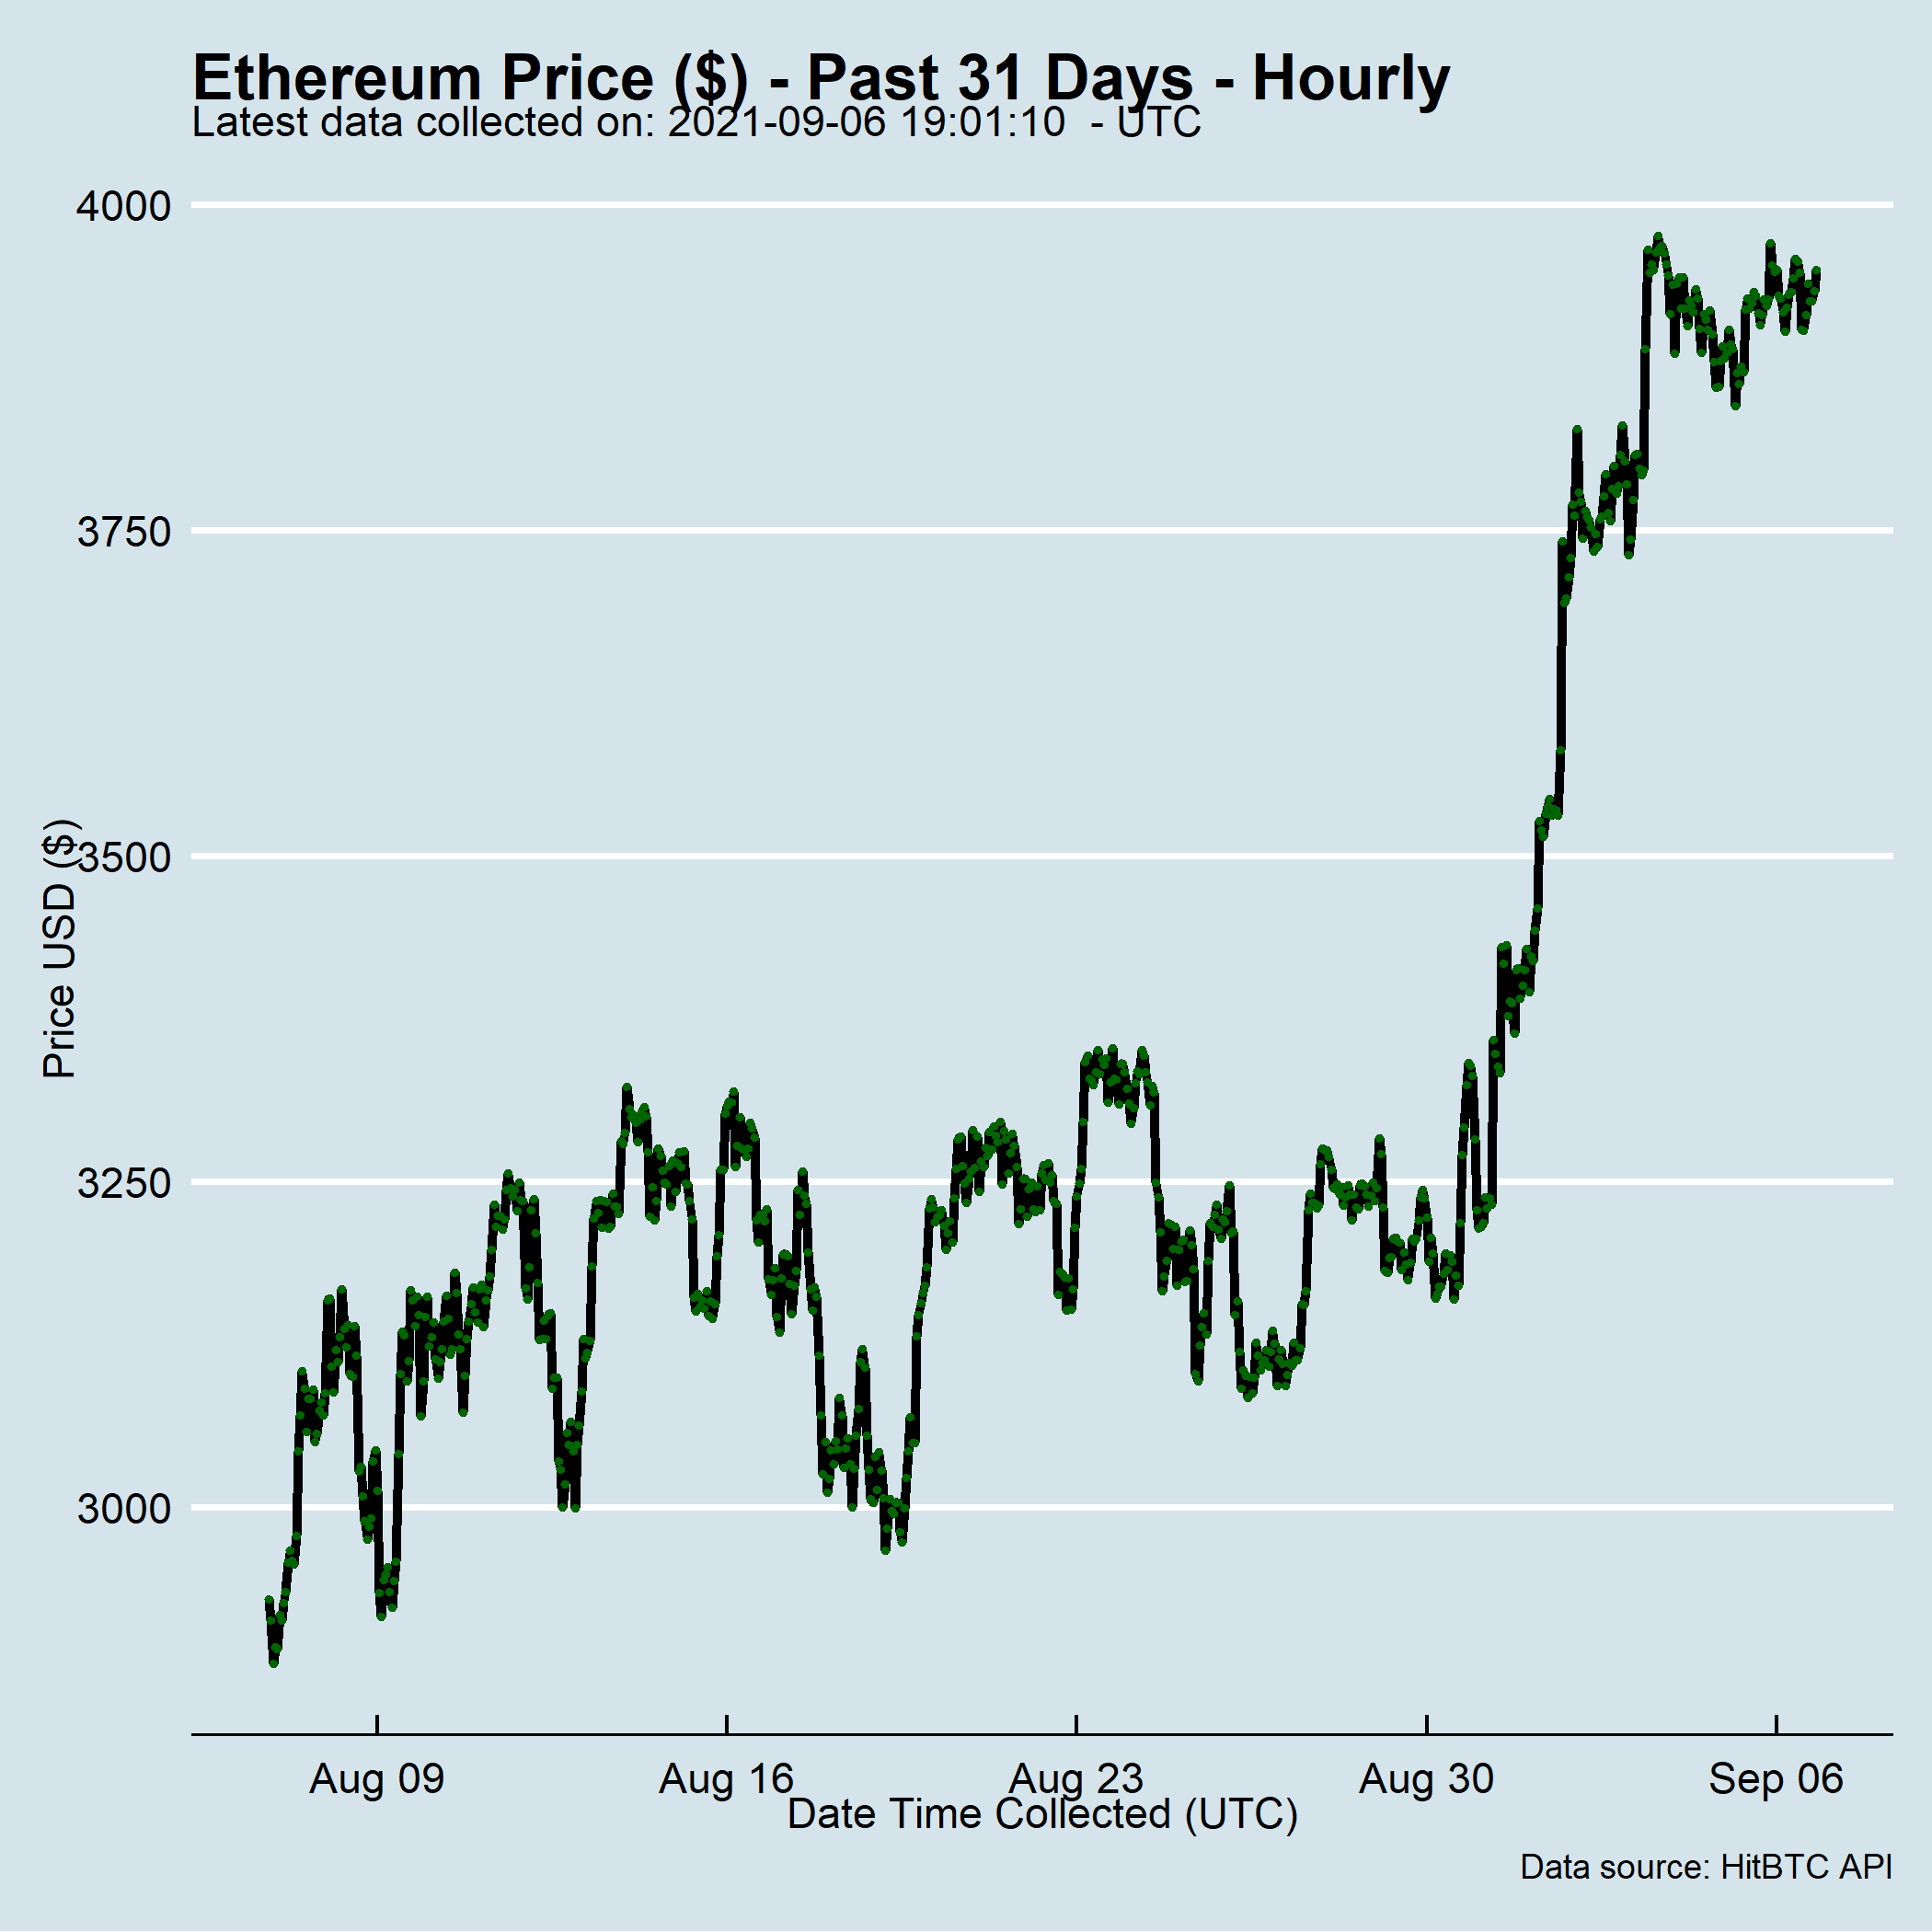 Ethereum Price ($) - Past 31 Days - Hourly
Latest data collected on: 2021-09-06 19:01:10  - UTC
4000
3750
3500
3250
3000
Price USD ($)
Aug 09 Aug 16 Aug 23 Aug 30 Sep 06
Date Time Collected (UTC)
Data source: HitBTC API